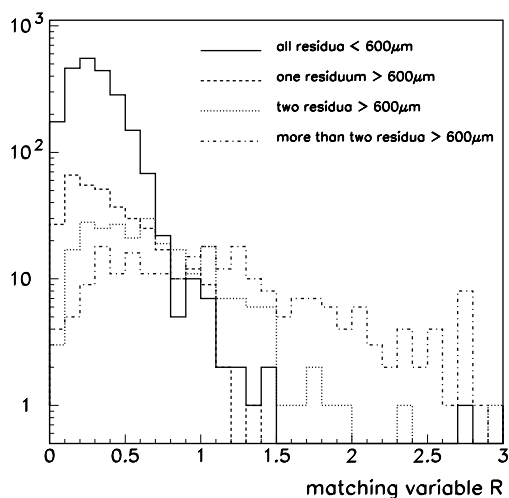 10³
all residua < 600μm
one residuum > 600μm
two residua > 600μm
more than two residua > 600μm
10²
10
1
0 0.5 1 1.5 2 2.5 3
matching variable R